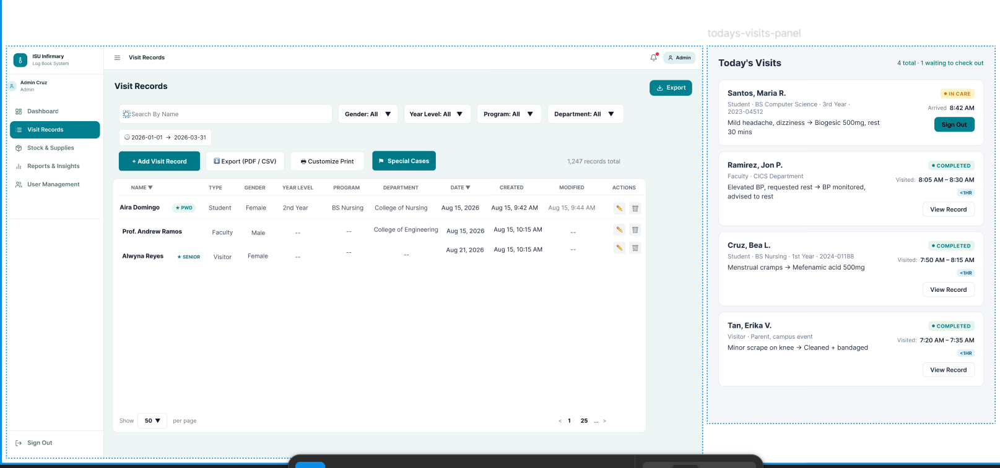 todays-visits-panel
ISU Infirmary
Log Book System
Admin Cruz
Admin
Dashboard
Visit Records
Stock & Supplies
Reports & Insights
User Management
Sign Out
Visit Records
Admin
Visit Records
Export
Search By Name
Gender: All ▼
Year Level: All ▼
Program: All ▼
Department: All ▼
2026-01-01 → 2026-03-31
+ Add Visit Record
Export (PDF / CSV)
Customize Print
Special Cases
1,247 records total
NAME ▼ TYPE GENDER YEAR LEVEL PROGRAM DEPARTMENT DATE ▼ CREATED MODIFIED ACTIONS
Aira Domingo ★ PWD Student Female 2nd Year BS Nursing College of Nursing Aug 15, 2026 Aug 15, 9:42 AM Aug 15, 9:44 AM
Prof. Andrew Ramos Faculty Male -- -- College of Engineering Aug 15, 2026 Aug 15, 10:15 AM --
Alwyna Reyes ★ SENIOR Visitor Female -- -- -- Aug 21, 2026 Aug 15, 10:15 AM --
Show 50 ▼ per page
< 1 25 ... >
Today's Visits
4 total · 1 waiting to check out
Santos, Maria R.
Student · BS Computer Science · 3rd Year ·
2023-04512
Mild headache, dizziness → Biogesic 500mg, rest
30 mins
IN CARE
Arrived 8:42 AM
Sign Out
Ramirez, Jon P.
Faculty · CICS Department
Elevated BP, requested rest → BP monitored,
advised to rest
COMPLETED
Visited: 8:05 AM – 8:30 AM
<1HR
View Record
Cruz, Bea L.
Student · BS Nursing · 1st Year · 2024-01188
Menstrual cramps → Mefenamic acid 500mg
COMPLETED
Visited: 7:50 AM – 8:15 AM
<1HR
View Record
Tan, Erika V.
Visitor · Parent, campus event
Minor scrape on knee → Cleaned + bandaged
COMPLETED
Visited: 7:20 AM – 7:35 AM
<1HR
View Record